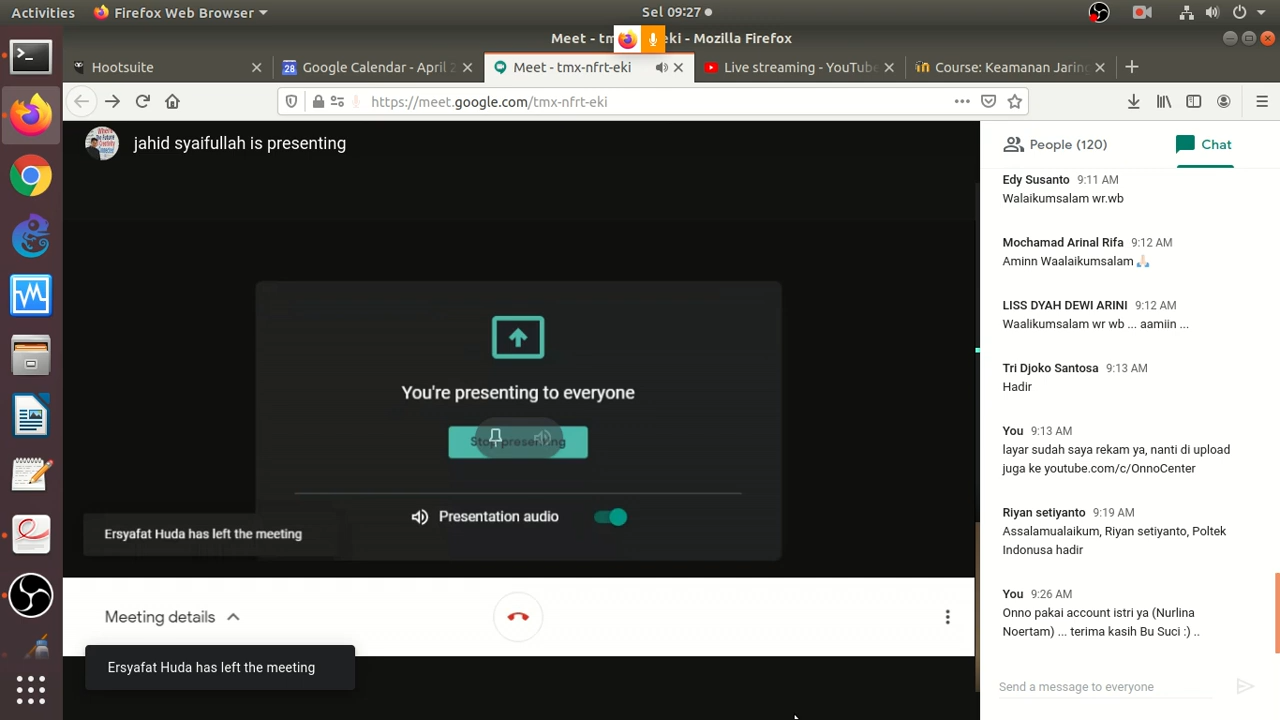 Activities
Firefox Web Browser
Sel 09:27
Meet - tm
eki - Mozilla Firefox
Hootsuite
28
Google Calendar - April 2
Meet - tmx-nfrt-eki
Live streaming - YouTube
Course: Keamanan Jaring
https://meet.google.com/tmx-nfrt-eki
jahid syaifullah is presenting
You're presenting to everyone
Stop presenting
Presentation audio
Ersyafat Huda has left the meeting
Meeting details
Ersyafat Huda has left the meeting
People (120)
Chat
Edy Susanto 9:11 AM
Walaikumsalam wr.wb
Mochamad Arinal Rifa 9:12 AM
Aminn Waalaikumsalam🙏🏻
LISS DYAH DEWI ARINI 9:12 AM
Waalikumsalam wr wb ... aamiin ...
Tri Djoko Santosa 9:13 AM
Hadir
You 9:13 AM
layar sudah saya rekam ya, nanti di upload
juga ke youtube.com/c/OnnoCenter
Riyan setiyanto 9:19 AM
Assalamualaikum, Riyan setiyanto, Poltek
Indonusa hadir
You 9:26 AM
Onno pakai account istri ya (Nurlina
Noertam) ... terima kasih Bu Suci :) ..
Send a message to everyone